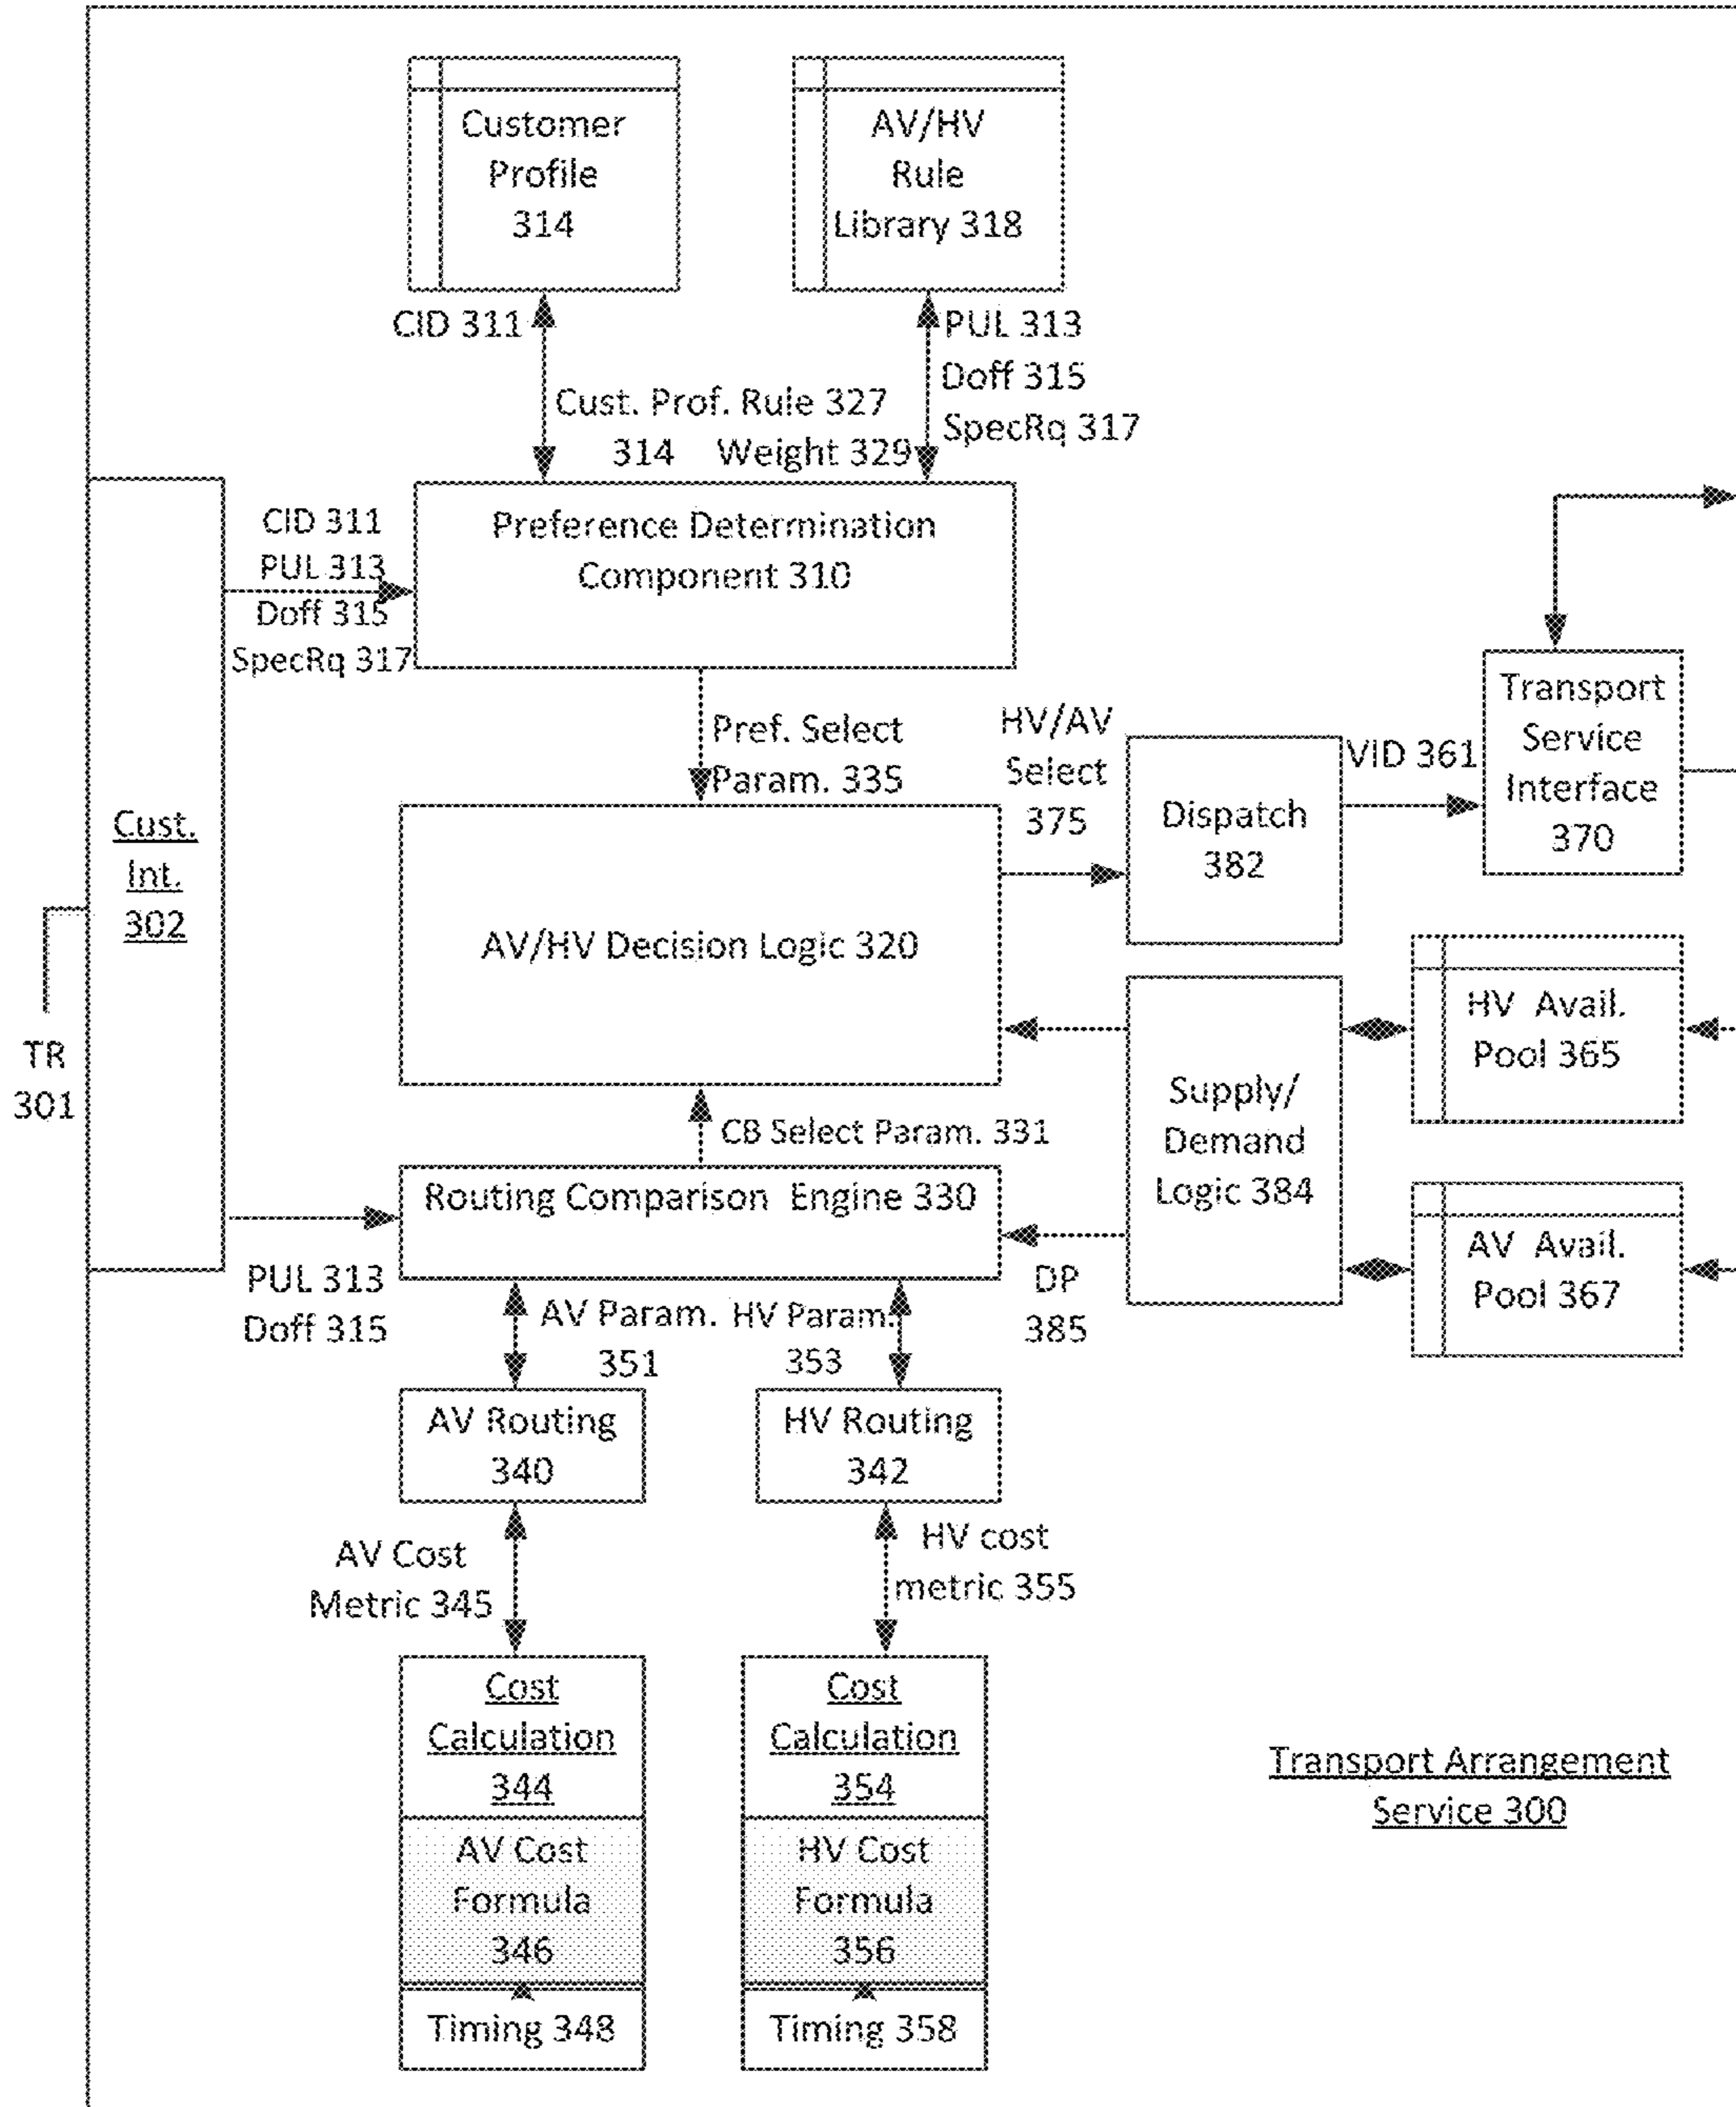 Customer
Profile
314
AV/HV
Rule
Library 318
CID 311
PUL 313
Doff 315
SpecRq 317
Cust. Prof. Rule 327
314 Weight 329
CID 311
PUL 313
Doff 315
SpecRq 317
Preference Determination
Component 310
Pref. Select
Param. 335
HV/AV
Select
375
VID 361
Transport
Service
Interface
370
Dispatch
382
Cust.
Int.
302
AV/HV Decision Logic 320
TR
301
HV Avail.
Pool 365
Supply/
Demand
Logic 384
CB Select Param. 331
Routing Comparison Engine 330
AV Avail.
Pool 367
PUL 313
Doff 315
AV Param.
351
HV Param.
353
DP
385
AV Routing
340
HV Routing
342
AV Cost
Metric 345
HV cost
metric 355
Cost
Calculation
344
AV Cost
Formula
346
Timing 348
Cost
Calculation
354
HV Cost
Formula
356
Timing 358
Transport Arrangement
Service 300